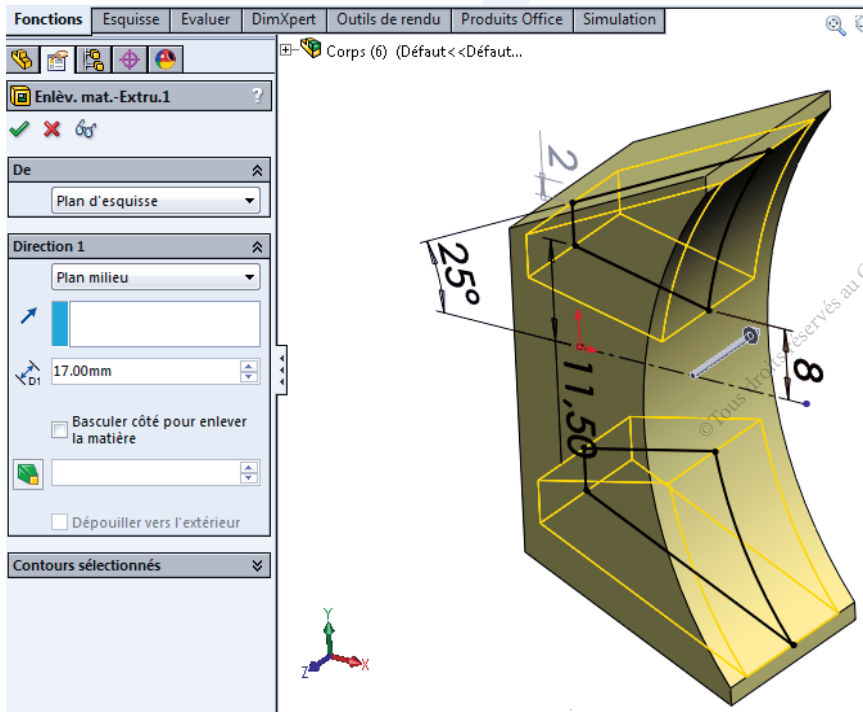 Fonctions Esquisse Evaluer DimXpert Outils de rendu Produits Office Simulation
Corps (6) (Défaut<<Défaut...
Enlèv. mat.-Extru.1 ?
De
Plan d'esquisse
Direction 1
Plan milieu
D1 17.00mm
Basculer côté pour enlever
la matière
Dépouiller vers l'extérieur
Contours sélectionnés
2
25°
11,50
8
© Tous droits réservés au C
Y
Z X